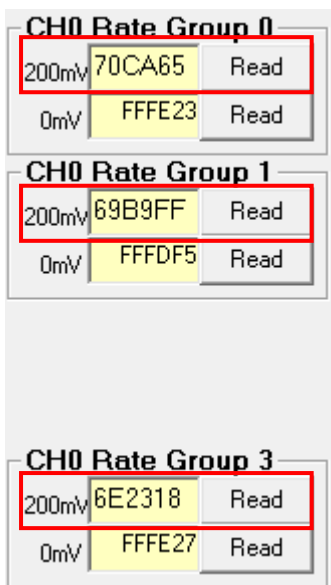 CH0 Rate Group 0
200mV 70CA65 Read
0mV FFFE23 Read
CH0 Rate Group 1
200mV 69B9FF Read
0mV FFFDF5 Read
CH0 Rate Group 3
200mV 6E2318 Read
0mV FFFE27 Read